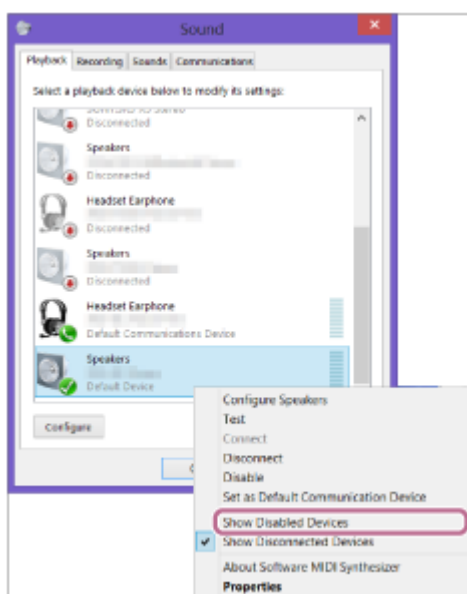 Sound
Playback Recording Sounds Communications
Select a playback device below to modify its settings:
Disconnected
Speakers
Disconnected
Headset Earphone
Disconnected
Speakers
Disconnected
Headset Earphone
Default Communications Device
Speakers
Default Device
Configure
Configure Speakers
Test
Connect
Disconnect
Disable
Set as Default Communication Device
Show Disabled Devices
Show Disconnected Devices
About Software MIDI Synthesizer
Properties